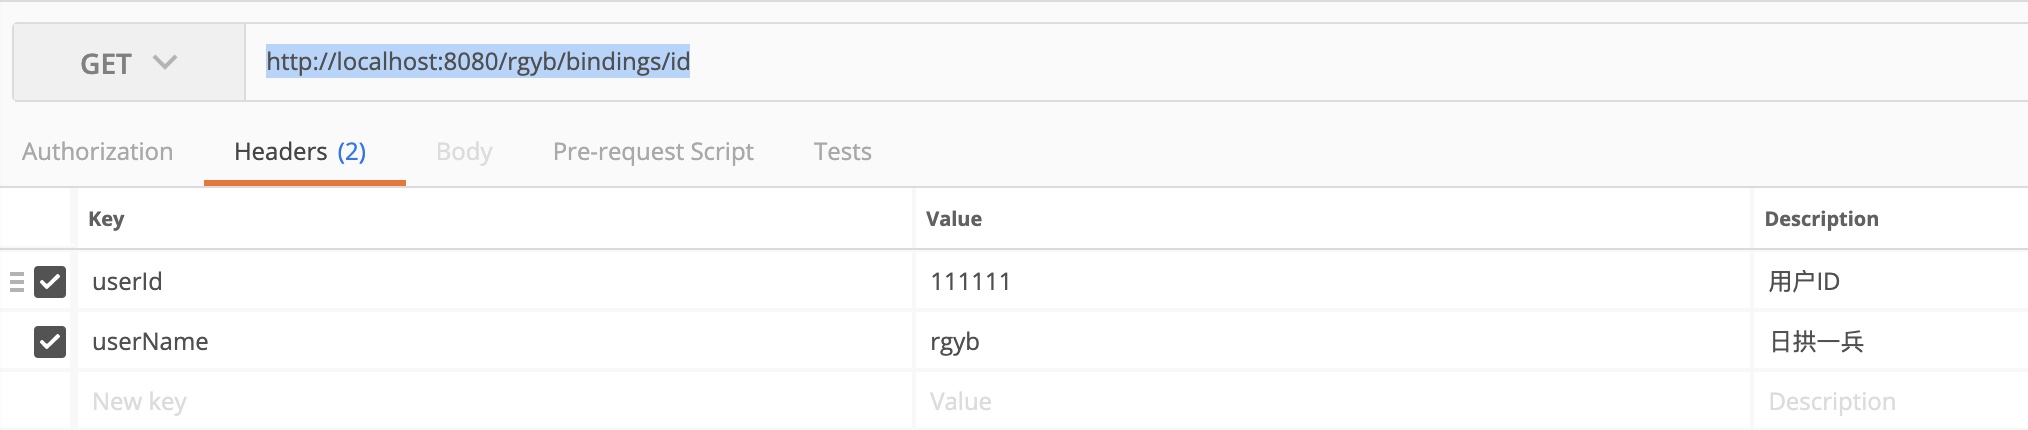 GET http://localhost:8080/rgyb/bindings/id
Authorization Headers (2) Body Pre-request Script Tests
Key Value Description
userId 111111 用户ID
userName rgyb 日拱一兵
New key Value Description